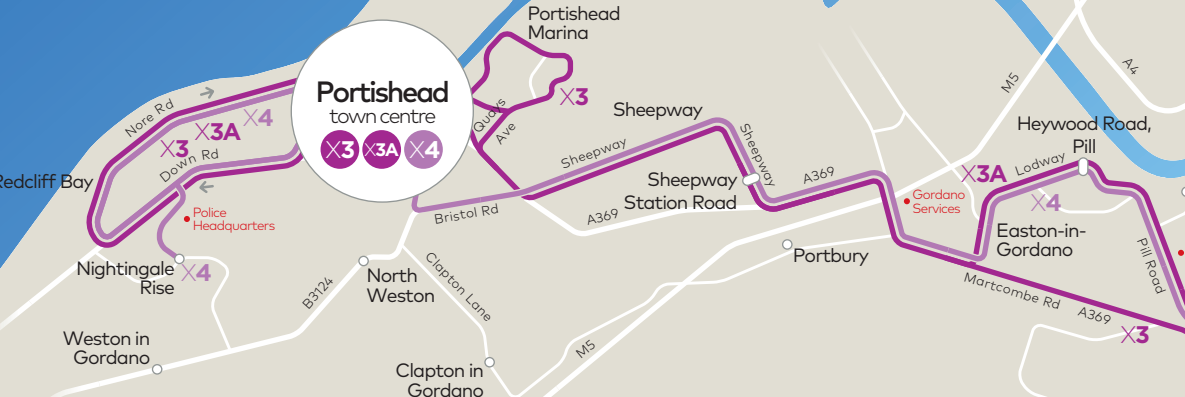 Portishead
Marina
X3
Portishead
town centre
X3 X3A X4
Nore Rd
X4
X3A
X3
Down Rd
Redcliff Bay
Police
Headquarters
Nightingale
Rise
X4
Quays
Ave
Sheepway
Sheepway
Sheepway
Sheepway
Station Road
Bristol Rd
A369
A369
M5
A4
Heywood Road,
Pill
Lodway
X3A
X4
Gordano
Services
Easton-in-
Gordano
Pill Road
Portbury
Martcombe Rd
A369
X3
North
Weston
B3124
Clapton Lane
Weston in
Gordano
Clapton in
Gordano
M5